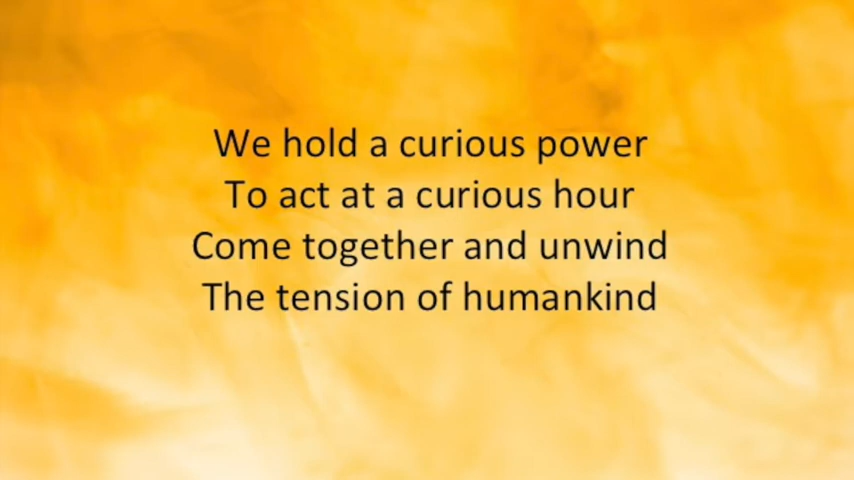 We hold a curious power
To act at a curious hour
Come together and unwind
The tension of humankind